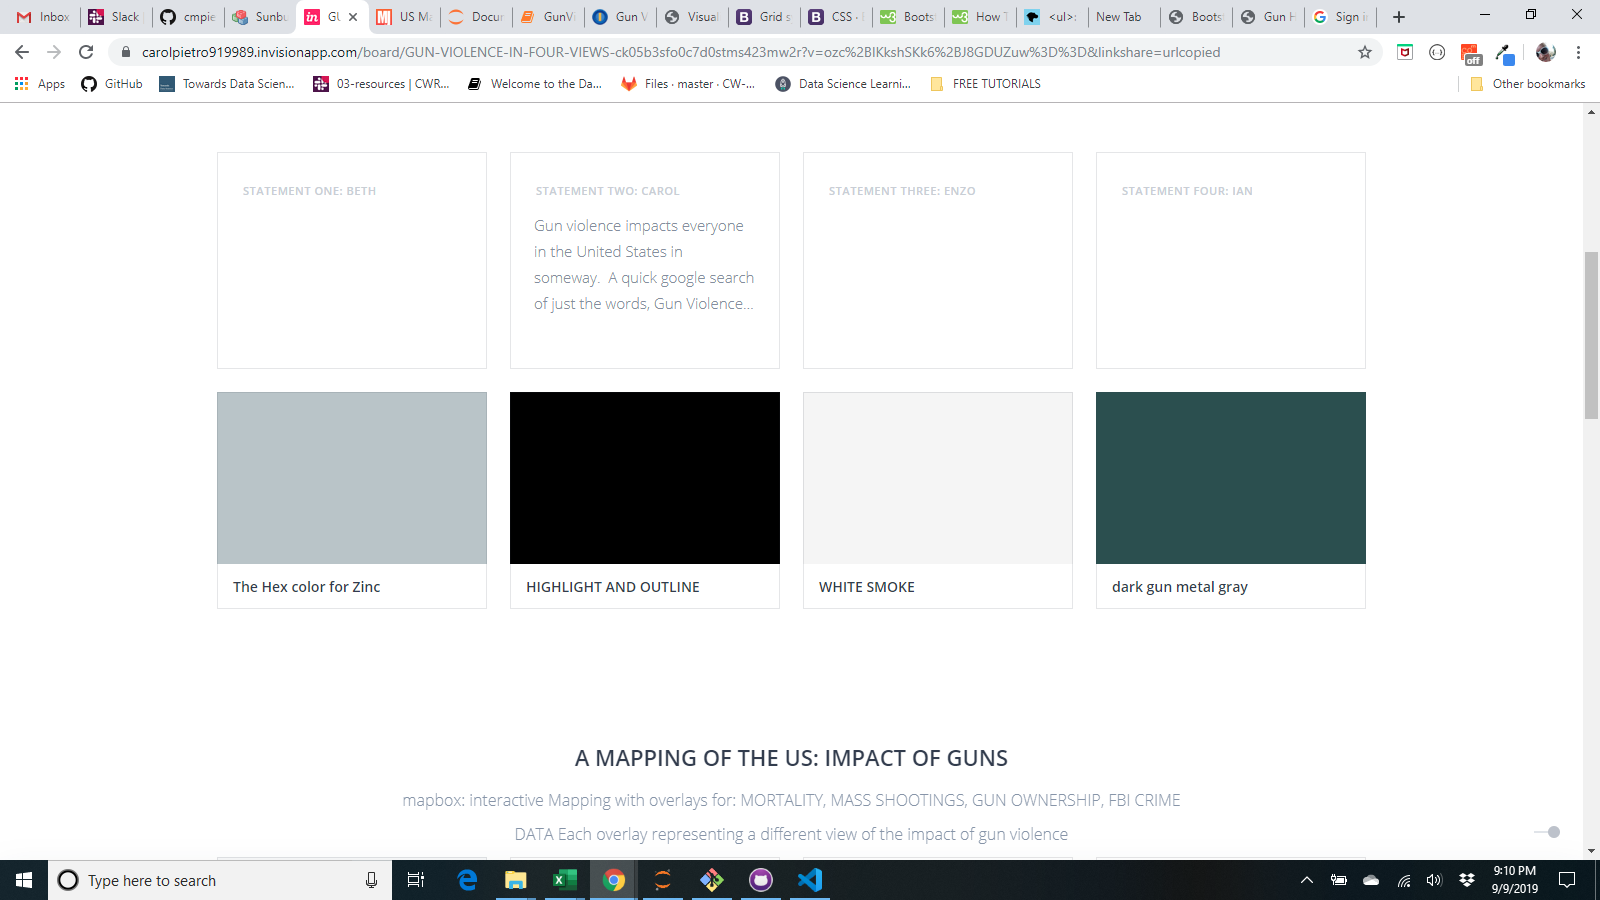 Inbox
Slack
cmpie
Sunbu
GU
US Ma
Docum
GunVi
Gun V
Visual
Grid s
CSS ·
Boots
How T
<ul>:
New Tab
Boots
Gun H
Sign i
carolpietro919989.invisionapp.com/board/GUN-VIOLENCE-IN-FOUR-VIEWS-ck05b3sfo0c7d0stms423mw2r?v=ozc%2BIKkshSKk6%2BJ8GDUZuw%3D%3D&linkshare=urlcopied
off
Apps
GitHub
Towards Data Scien...
03-resources | CWR...
Welcome to the Da...
Files · master · CW-...
Data Science Learni...
FREE TUTORIALS
Other bookmarks
STATEMENT ONE: BETH
STATEMENT TWO: CAROL
Gun violence impacts everyone
in the United States in
someway. A quick google search
of just the words, Gun Violence...
STATEMENT THREE: ENZO
STATEMENT FOUR: IAN
The Hex color for Zinc
HIGHLIGHT AND OUTLINE
WHITE SMOKE
dark gun metal gray
A MAPPING OF THE US: IMPACT OF GUNS
mapbox: interactive Mapping with overlays for: MORTALITY, MASS SHOOTINGS, GUN OWNERSHIP, FBI CRIME
DATA Each overlay representing a different view of the impact of gun violence
Type here to search
9:10 PM
9/9/2019